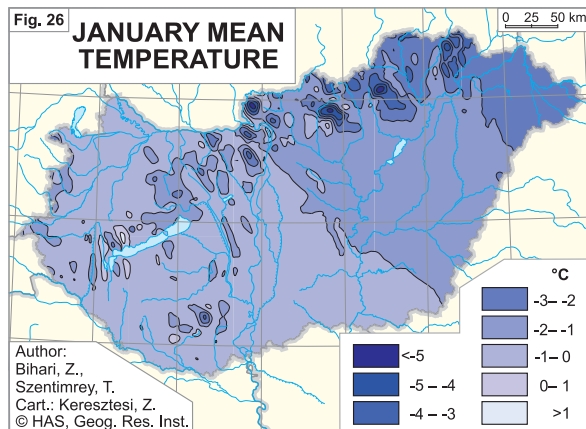 Fig. 26
JANUARY MEAN
TEMPERATURE
0 25 50 km
°C
-3– -2
-2– -1
-1– 0
0– 1
>1
<-5
-5 – -4
-4 – -3
Author:
Bihari, Z.,
Szentimrey, T.
Cart.: Keresztesi, Z.
© HAS, Geog. Res. Inst.